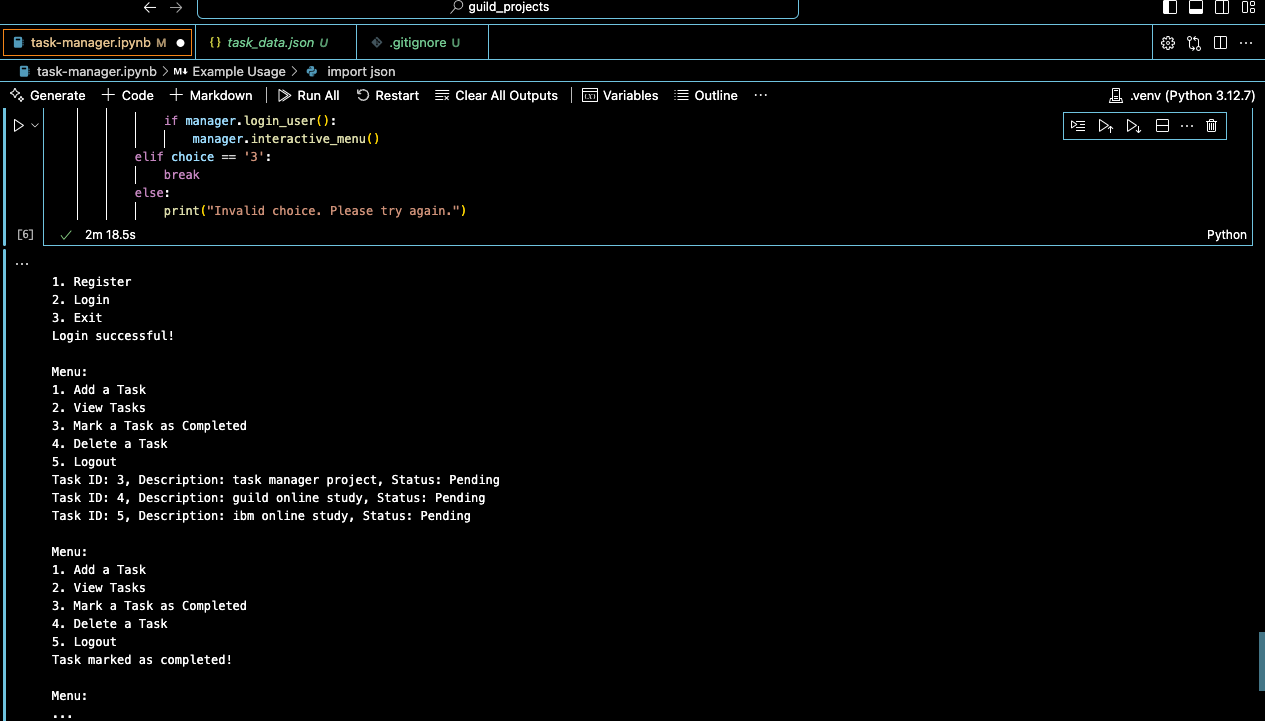 guild_projects
task-manager.ipynb M
{} task_data.json U
.gitignore U
task-manager.ipynb > M↓ Example Usage > import json
Generate + Code + Markdown | Run All Restart Clear All Outputs | Variables Outline ...
.venv (Python 3.12.7)
if manager.login_user():
manager.interactive_menu()
elif choice == '3':
break
else:
print("Invalid choice. Please try again.")
[6] ✓ 2m 18.5s
Python
...
1. Register
2. Login
3. Exit
Login successful!
Menu:
1. Add a Task
2. View Tasks
3. Mark a Task as Completed
4. Delete a Task
5. Logout
Task ID: 3, Description: task manager project, Status: Pending
Task ID: 4, Description: guild online study, Status: Pending
Task ID: 5, Description: ibm online study, Status: Pending
Menu:
1. Add a Task
2. View Tasks
3. Mark a Task as Completed
4. Delete a Task
5. Logout
Task marked as completed!
Menu:
...